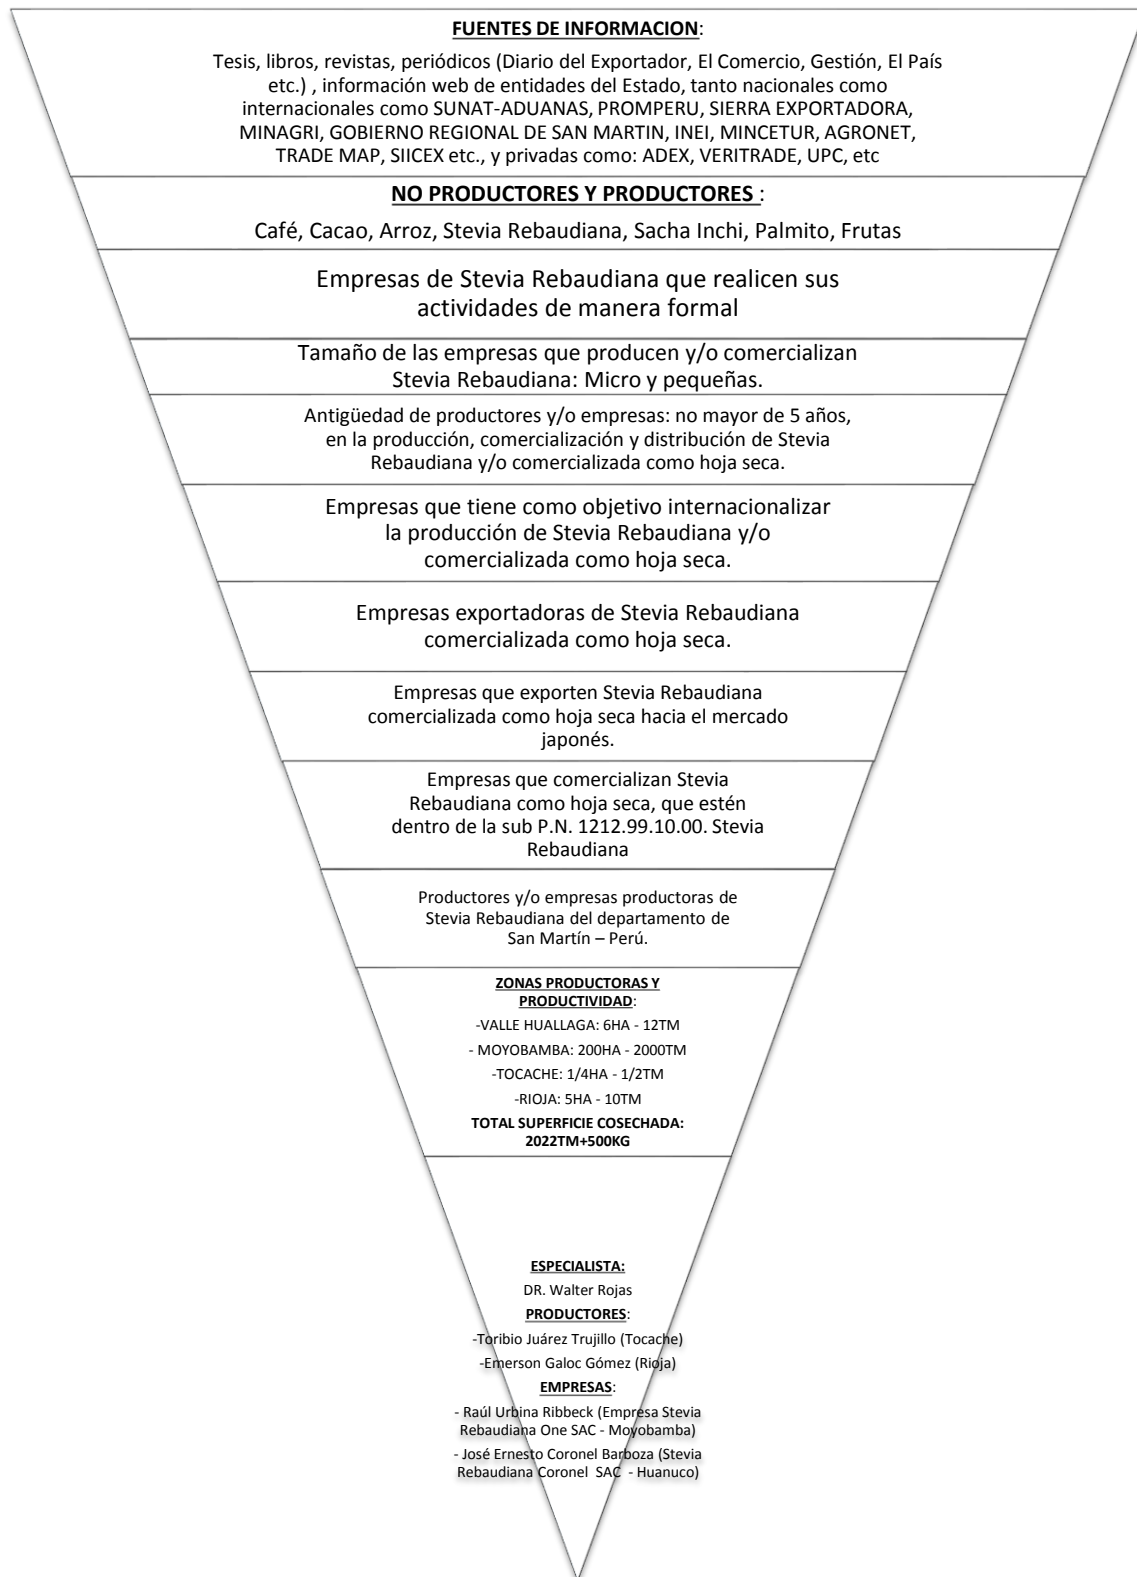 FUENTES DE INFORMACION:
Tesis, libros, revistas, periódicos (Diario del Exportador, El Comercio, Gestión, El País
etc.) , información web de entidades del Estado, tanto nacionales como
internacionales como SUNAT-ADUANAS, PROMPERU, SIERRA EXPORTADORA,
MINAGRI, GOBIERNO REGIONAL DE SAN MARTIN, INEI, MINCETUR, AGRONET,
TRADE MAP, SIICEX etc., y privadas como: ADEX, VERITRADE, UPC, etc
NO PRODUCTORES Y PRODUCTORES :
Café, Cacao, Arroz, Stevia Rebaudiana, Sacha Inchi, Palmito, Frutas
Empresas de Stevia Rebaudiana que realicen sus
actividades de manera formal
Tamaño de las empresas que producen y/o comercializan
Stevia Rebaudiana: Micro y pequeñas.
Antigüedad de productores y/o empresas: no mayor de 5 años,
en la producción, comercialización y distribución de Stevia
Rebaudiana y/o comercializada como hoja seca.
Empresas que tiene como objetivo internacionalizar
la producción de Stevia Rebaudiana y/o
comercializada como hoja seca.
Empresas exportadoras de Stevia Rebaudiana
comercializada como hoja seca.
Empresas que exporten Stevia Rebaudiana
comercializada como hoja seca hacia el mercado
japonés.
Empresas que comercializan Stevia
Rebaudiana como hoja seca, que estén
dentro de la sub P.N. 1212.99.10.00. Stevia
Rebaudiana
Productores y/o empresas productoras de
Stevia Rebaudiana del departamento de
San Martín – Perú.
ZONAS PRODUCTORAS Y
PRODUCTIVIDAD:
-VALLE HUALLAGA: 6HA - 12TM
- MOYOBAMBA: 200HA - 2000TM
-TOCACHE: 1/4HA - 1/2TM
-RIOJA: 5HA - 10TM
TOTAL SUPERFICIE COSECHADA:
2022TM+500KG
ESPECIALISTA:
DR. Walter Rojas
PRODUCTORES:
-Toribio Juárez Trujillo (Tocache)
-Emerson Galoc Gómez (Rioja)
EMPRESAS:
- Raúl Urbina Ribbeck (Empresa Stevia
Rebaudiana One SAC - Moyobamba)
- José Ernesto Coronel Barboza (Stevia
Rebaudiana Coronel SAC - Huanuco)